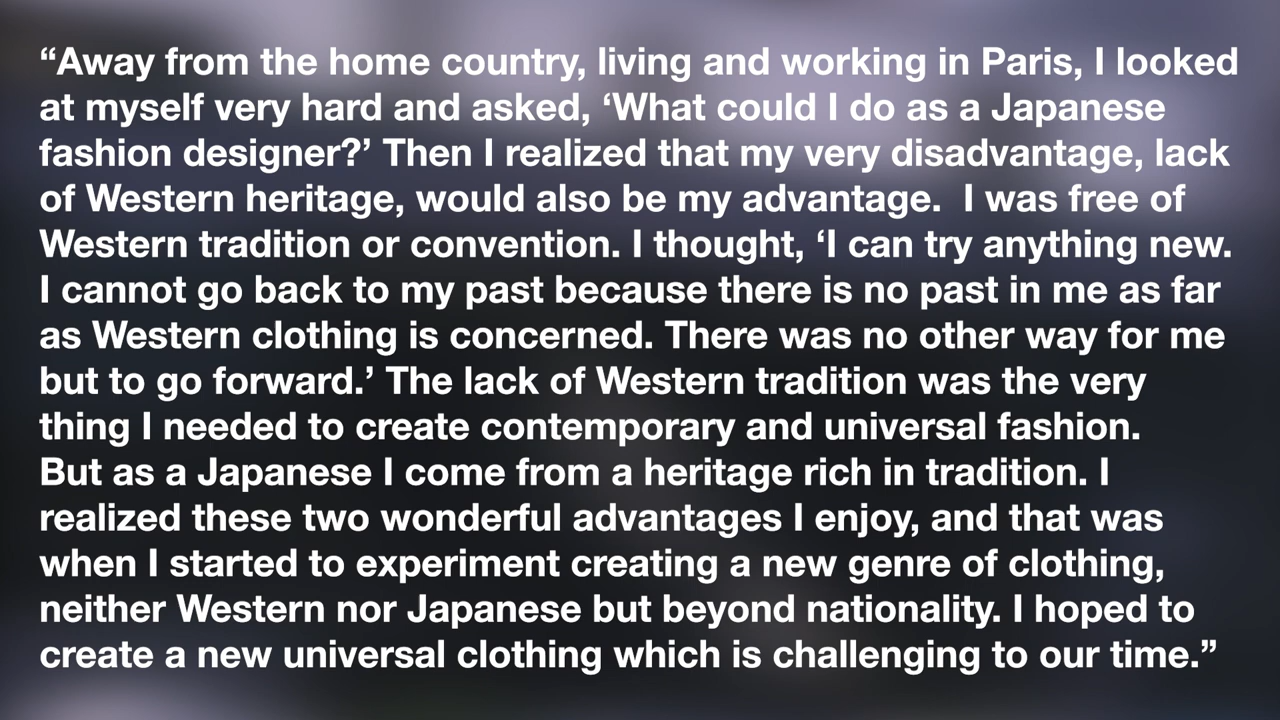 “Away from the home country, living and working in Paris, I looked
at myself very hard and asked, ‘What could I do as a Japanese
fashion designer?’ Then I realized that my very disadvantage, lack
of Western heritage, would also be my advantage.  I was free of
Western tradition or convention. I thought, ‘I can try anything new.
I cannot go back to my past because there is no past in me as far
as Western clothing is concerned. There was no other way for me
but to go forward.’ The lack of Western tradition was the very
thing I needed to create contemporary and universal fashion.
But as a Japanese I come from a heritage rich in tradition. I
realized these two wonderful advantages I enjoy, and that was
when I started to experiment creating a new genre of clothing,
neither Western nor Japanese but beyond nationality. I hoped to
create a new universal clothing which is challenging to our time.”